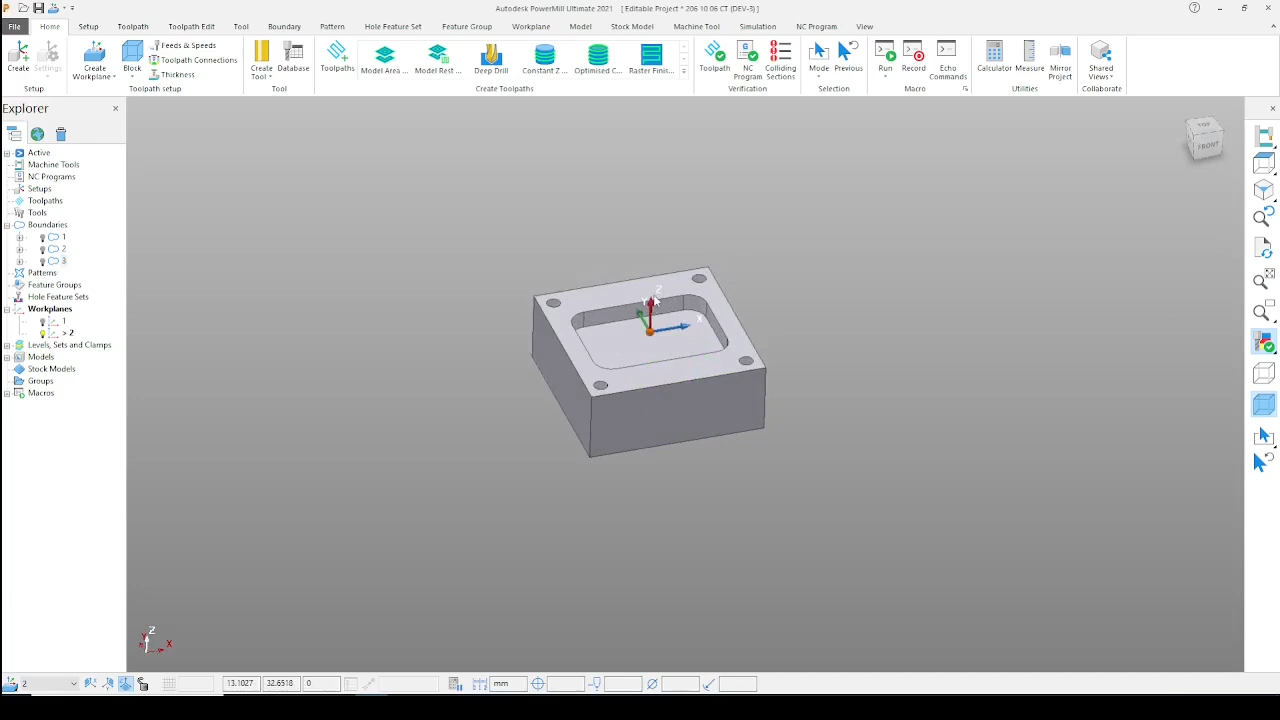 Autodesk PowerMill Ultimate 2021 [ Editable Project * 206 10 06 CT (DEV-3) ]
File Home Setup Toolpath Toolpath Edit Tool Boundary Pattern Hole Feature Set Feature Group Workplane Model Stock Model Machine Tool Simulation NC Program View
Create Settings
Create Workplane Block
Feeds & Speeds
Toolpath Connections
Thickness
Create Tool Database
Toolpaths Model Area ... Model Rest ... Deep Drill Constant Z ... Optimised C... Raster Finis...
Toolpath NC Program Colliding Sections
Mode Previous
Run Record Echo Commands
Calculator Measure Mirror Project
Shared Views
Setup Toolpath setup Tool Create Toolpaths Verification Selection Macro Utilities Collaborate
Explorer
Active
Machine Tools
NC Programs
Setups
Toolpaths
Tools
Boundaries
1
2
3
Patterns
Feature Groups
Hole Feature Sets
Workplanes
1
> 2
Levels, Sets and Clamps
Models
Stock Models
Groups
Macros
TOP
FRONT
Z
Y
X
Z
Y
X
2 13.1027 32.6518 0 mm